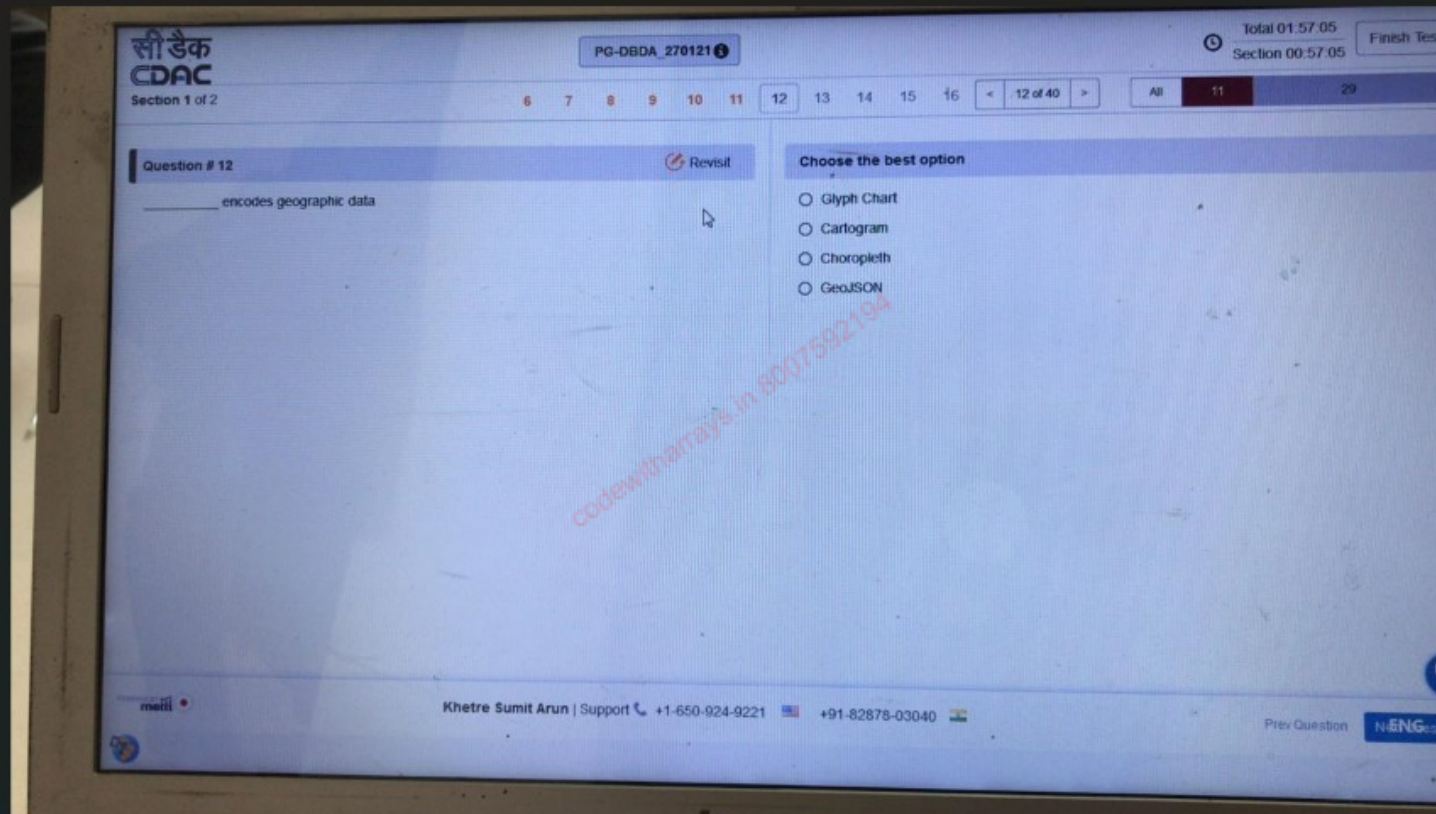 सी डैक
CDAC
PG-DBDA_270121
Total 01:57:05
Section 00:57:05
Finish Tes
Section 1 of 2
6 7 8 9 10 11 12 13 14 15 16 < 12 of 40 > All 11 29
Question # 12
Revisit
Choose the best option
________ encodes geographic data
Glyph Chart
Cartogram
Choropleth
GeoJSON
codewitharrays.in 8007592194
Khetre Sumit Arun | Support +1-650-924-9221 +91-82878-03040
Prev Question
ENG